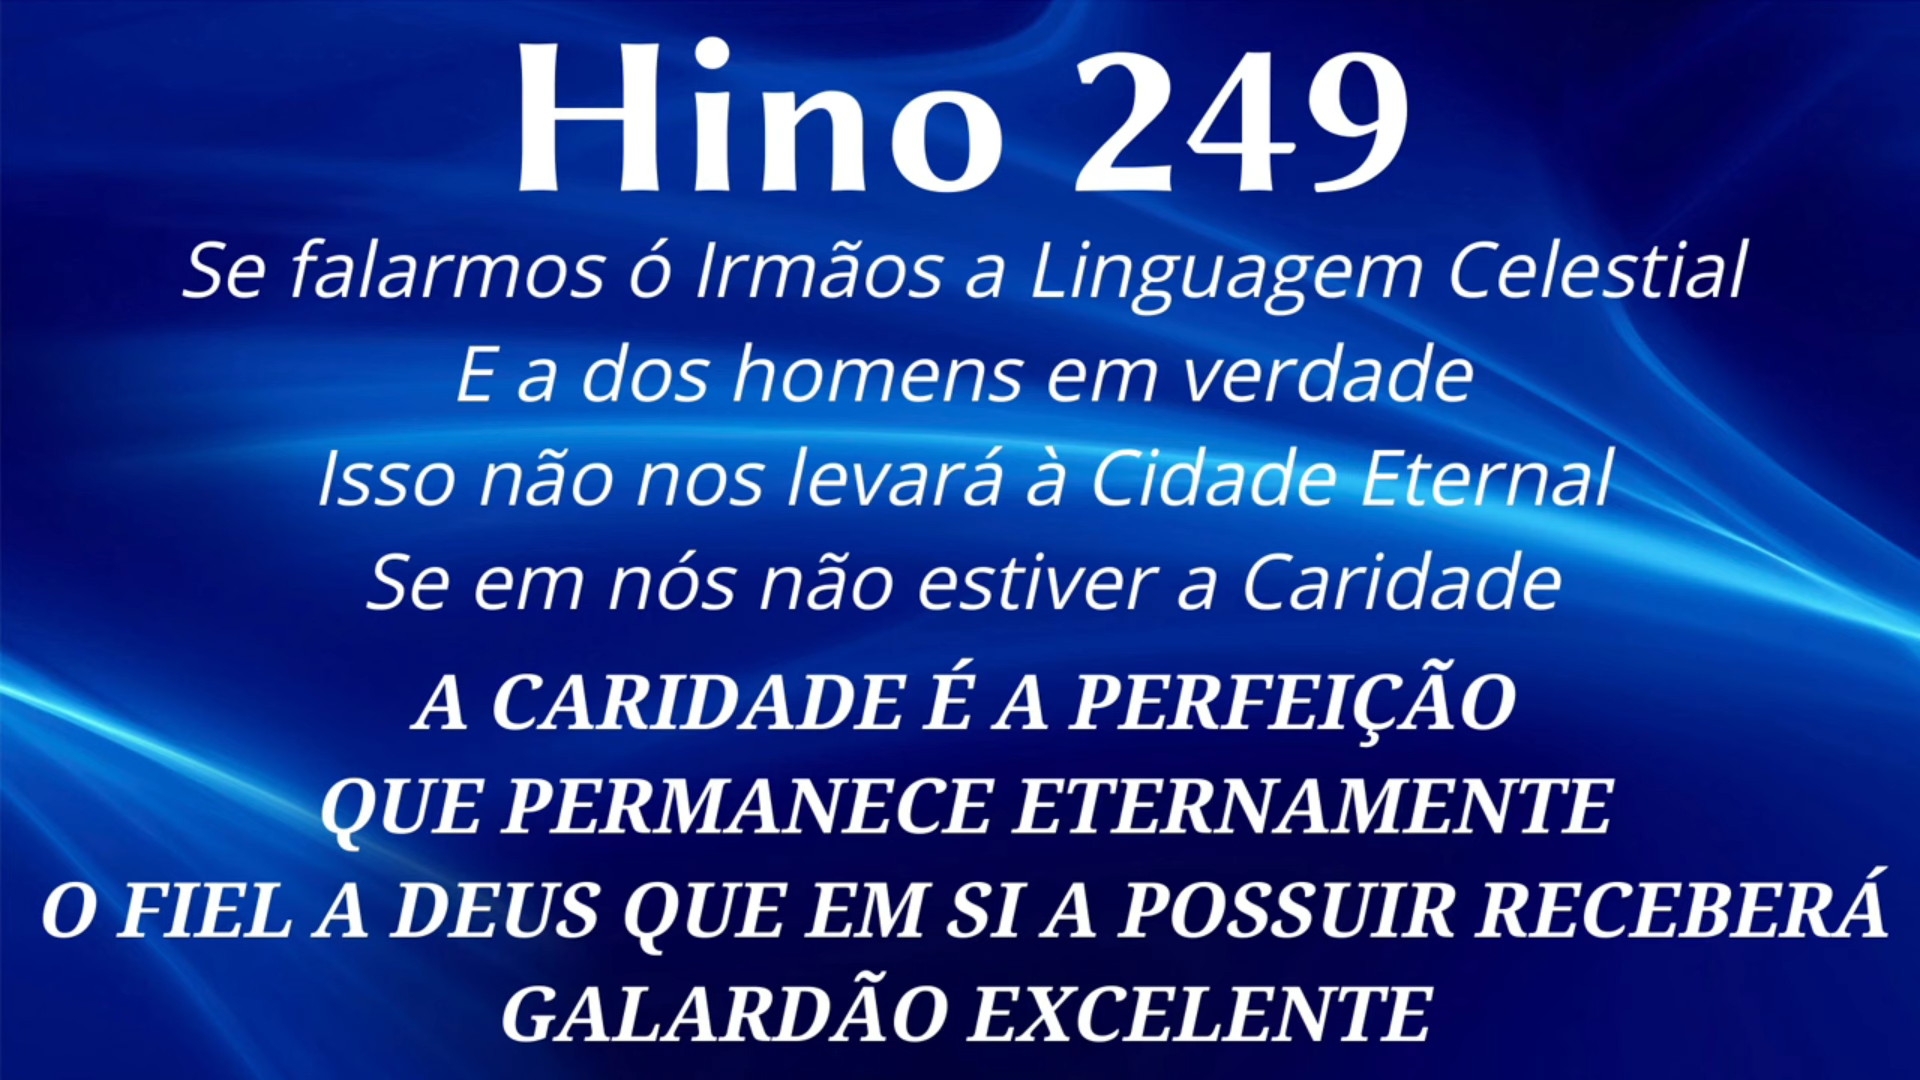 Hino 249
Se falarmos ó Irmãos a Linguagem Celestial
E a dos homens em verdade
Isso não nos levará à Cidade Eternal
Se em nós não estiver a Caridade
A CARIDADE É A PERFEIÇÃO
QUE PERMANECE ETERNAMENTE
O FIEL A DEUS QUE EM SI A POSSUIR RECEBERÁ
GALARDÃO EXCELENTE